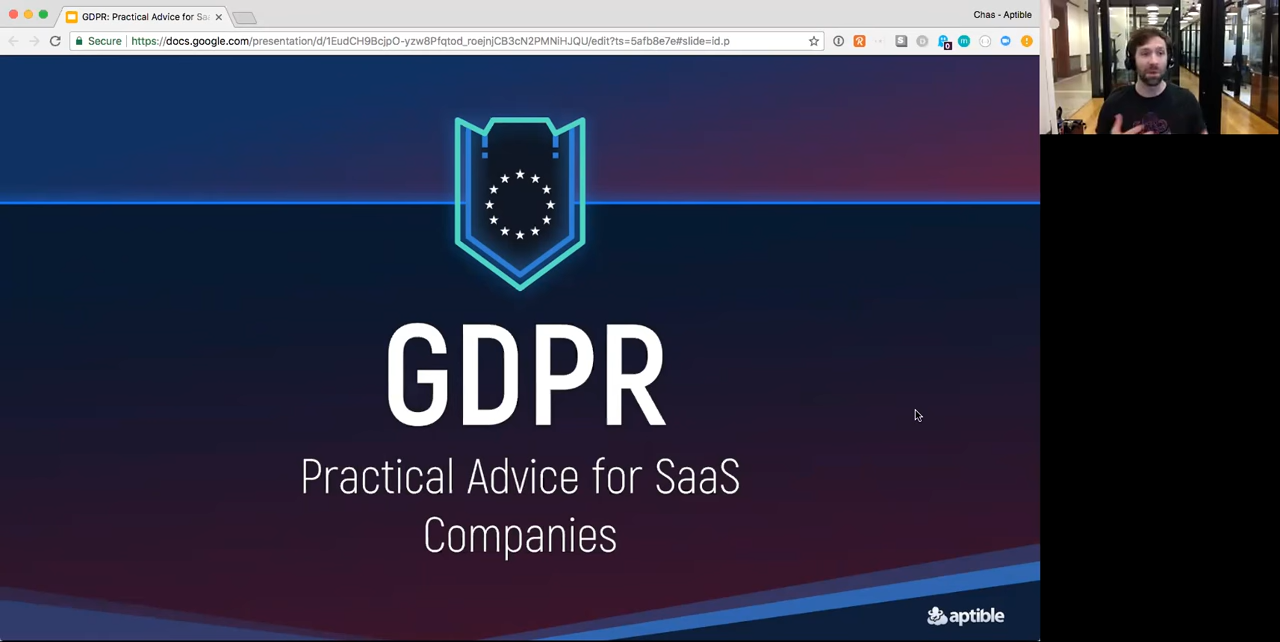 GDPR: Practical Advice for Sa
Chas - Aptible
Secure
https://docs.google.com/presentation/d/1EudCH9BcjpO-yzw8Pfqtod_roejnjCB3cN2PMNiHJQU/edit?ts=5afb8e7e#slide=id.p
GDPR
Practical Advice for SaaS
Companies
aptible